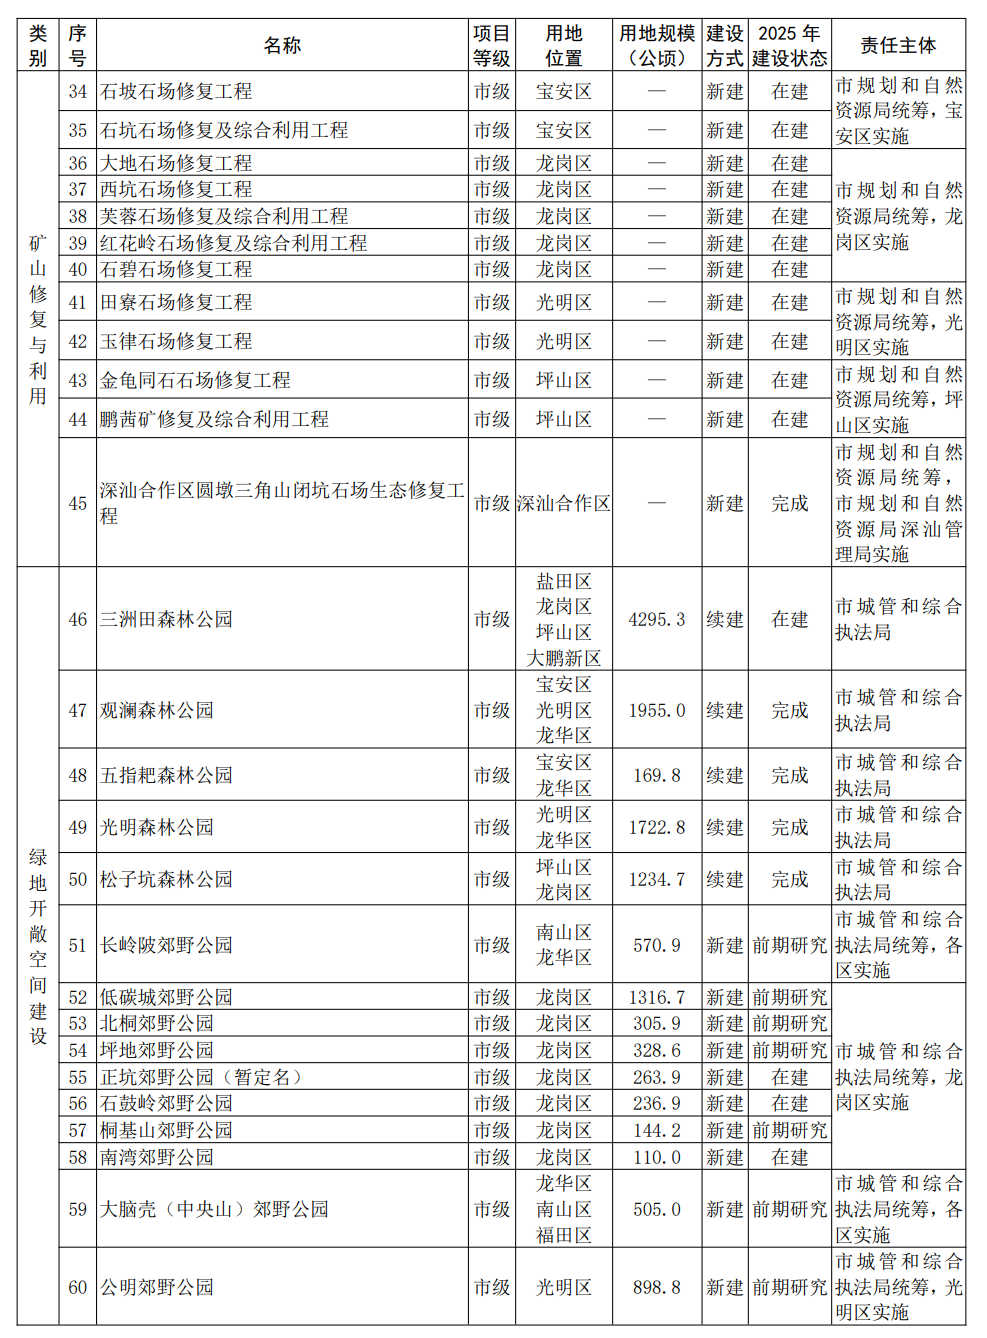 类别 序号 名称 项目等级 用地位置 用地规模（公顷） 建设方式 2025年建设状态 责任主体
矿山修复与利用
34 石坡石场修复工程 市级 宝安区 — 新建 在建 市规划和自然资源局统筹，宝安区实施
35 石坑石场修复及综合利用工程 市级 宝安区 — 新建 在建
36 大地石场修复工程 市级 龙岗区 — 新建 在建 市规划和自然资源局统筹，龙岗区实施
37 西坑石场修复工程 市级 龙岗区 — 新建 在建
38 芙蓉石场修复及综合利用工程 市级 龙岗区 — 新建 在建
39 红花岭石场修复及综合利用工程 市级 龙岗区 — 新建 在建
40 石碧石场修复工程 市级 龙岗区 — 新建 在建
41 田寮石场修复工程 市级 光明区 — 新建 在建 市规划和自然资源局统筹，光明区实施
42 玉律石场修复工程 市级 光明区 — 新建 在建
43 金龟同石石场修复工程 市级 坪山区 — 新建 在建 市规划和自然资源局统筹，坪山区实施
44 鹏茜矿修复及综合利用工程 市级 坪山区 — 新建 在建
45 深汕合作区圆墩三角山闭坑石场生态修复工程 市级 深汕合作区 — 新建 完成 市规划和自然资源局统筹，市规划和自然资源局深汕管理局实施
绿地开敞空间建设
46 三洲田森林公园 市级 盐田区 龙岗区 坪山区 大鹏新区 4295.3 续建 在建 市城管和综合执法局
47 观澜森林公园 市级 宝安区 光明区 龙华区 1955.0 续建 完成 市城管和综合执法局
48 五指耙森林公园 市级 宝安区 龙华区 169.8 续建 完成 市城管和综合执法局
49 光明森林公园 市级 光明区 龙华区 1722.8 续建 完成 市城管和综合执法局
50 松子坑森林公园 市级 坪山区 龙岗区 1234.7 续建 完成 市城管和综合执法局
51 长岭陂郊野公园 市级 南山区 龙华区 570.9 新建 前期研究 市城管和综合执法局统筹，各区实施
52 低碳城郊野公园 市级 龙岗区 1316.7 新建 前期研究 市城管和综合执法局统筹，龙岗区实施
53 北桐郊野公园 市级 龙岗区 305.9 新建 前期研究
54 坪地郊野公园 市级 龙岗区 328.6 新建 前期研究
55 正坑郊野公园（暂定名） 市级 龙岗区 263.9 新建 在建
56 石鼓岭郊野公园 市级 龙岗区 236.9 新建 在建
57 桐基山郊野公园 市级 龙岗区 144.2 新建 前期研究
58 南湾郊野公园 市级 龙岗区 110.0 新建 在建
59 大脑壳（中央山）郊野公园 市级 龙华区 南山区 福田区 505.0 新建 前期研究 市城管和综合执法局统筹，各区实施
60 公明郊野公园 市级 光明区 898.8 新建 前期研究 市城管和综合执法局统筹，光明区实施